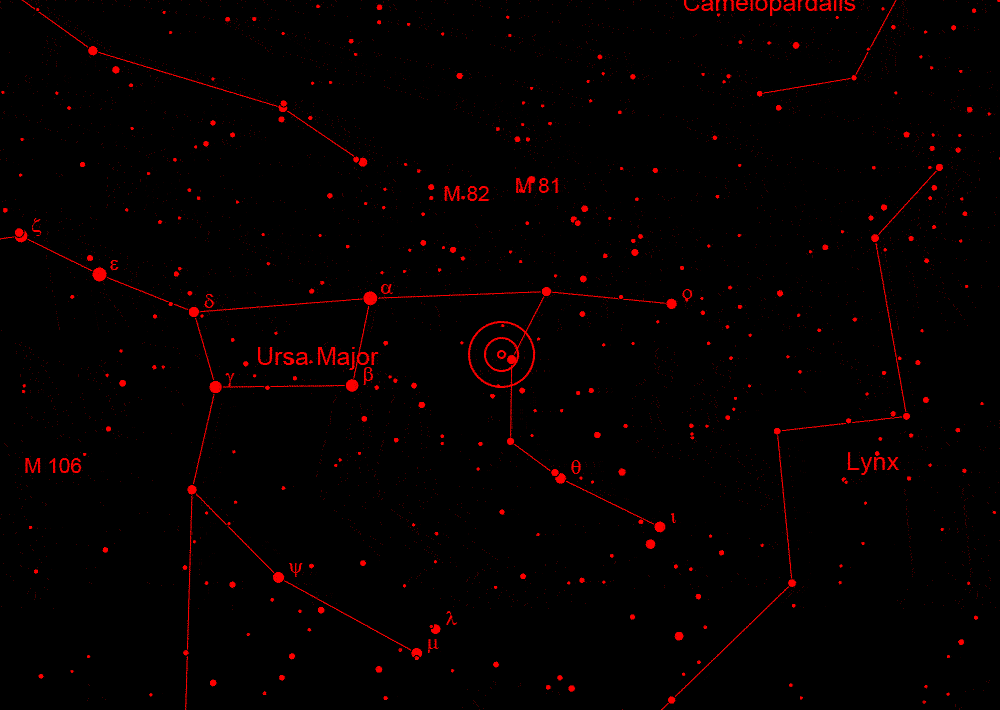 Camelopardalis
M 82
M 81
ζ
ε
α
ο
δ
Ursa Major
β
γ
M 106
Lynx
θ
ι
ψ
λ
μ